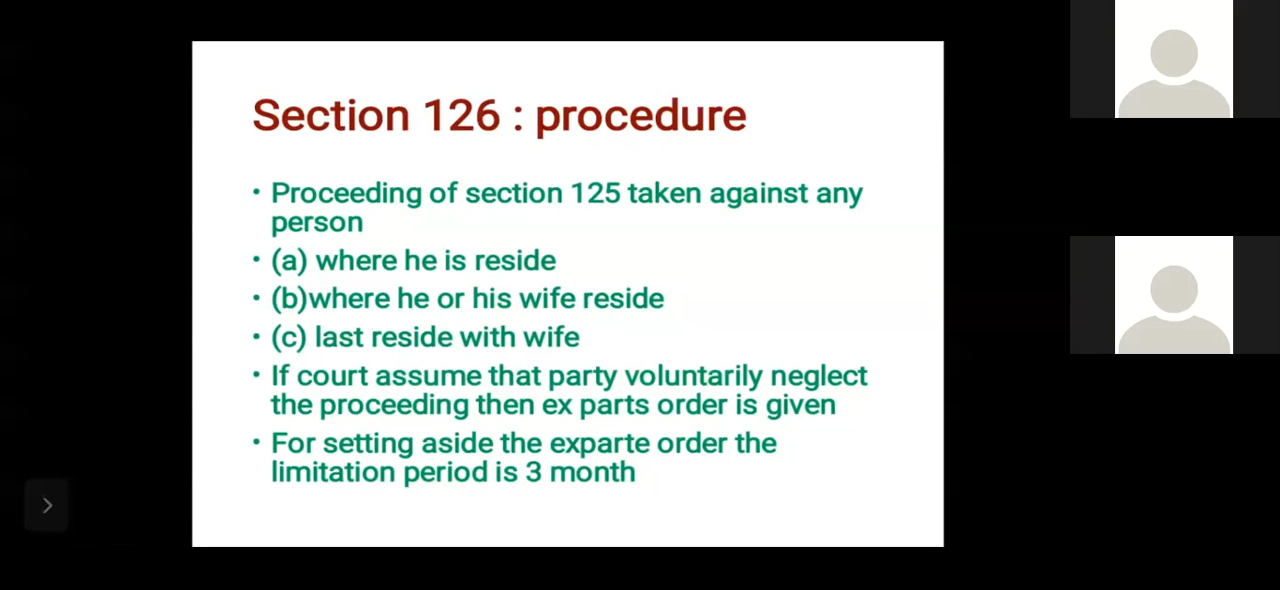 Section 126 : procedure
• Proceeding of section 125 taken against any
person
• (a) where he is reside
• (b)where he or his wife reside
• (c) last reside with wife
• If court assume that party voluntarily neglect
the proceeding then ex parts order is given
• For setting aside the exparte order the
limitation period is 3 month